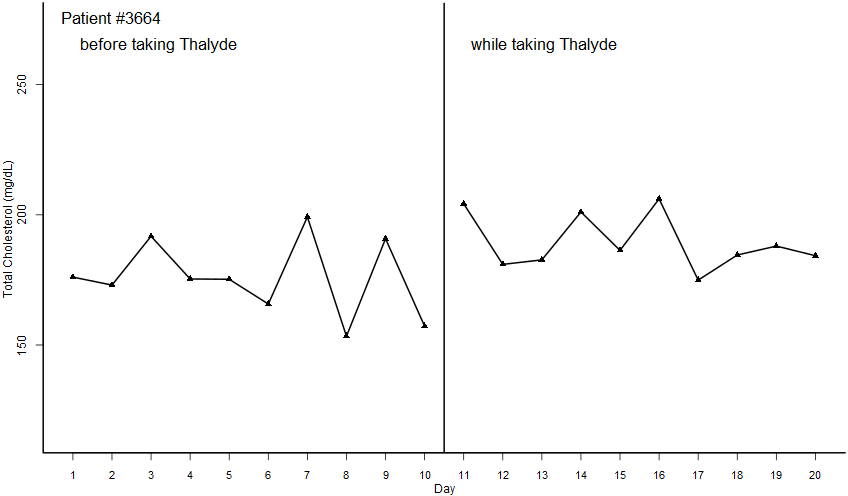 Patient #3664
before taking Thalyde
while taking Thalyde
Total Cholesterol (mg/dL)
250
200
150
1 2 3 4 5 6 7 8 9 10 11 12 13 14 15 16 17 18 19 20
Day